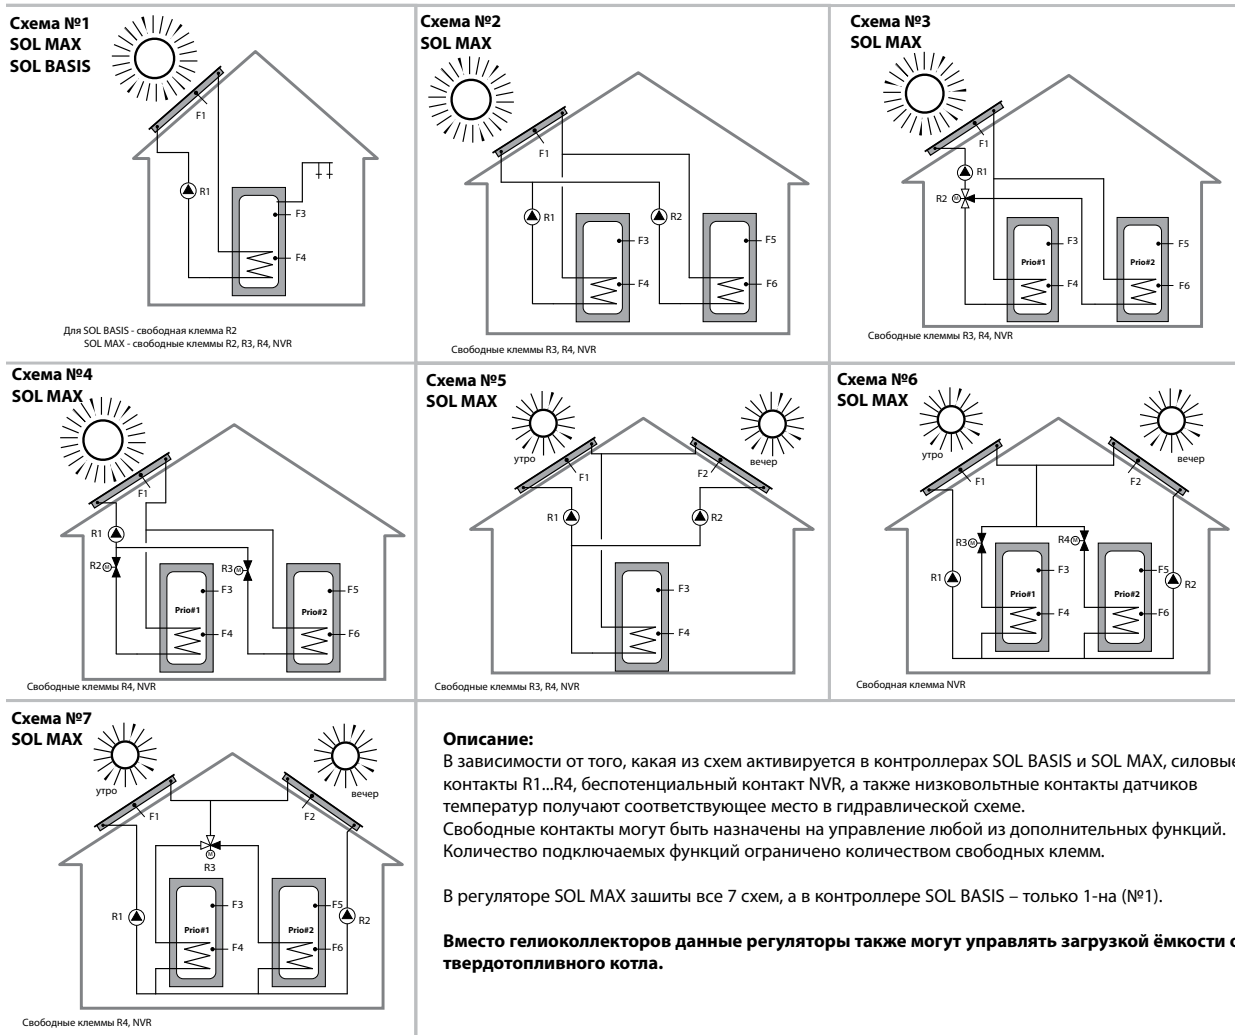 Схема №1
SOL MAX
SOL BASIS
F1
R1
F3
F4
Для SOL BASIS - свободная клемма R2
SOL MAX - свободные клеммы R2, R3, R4, NVR
Схема №2
SOL MAX
F1
R1
R2
F3
F5
F4
F6
Свободные клеммы R3, R4, NVR
Схема №3
SOL MAX
F1
R1
R2 M
F3
F5
Prio#1
Prio#2
F4
F6
Свободные клеммы R3, R4, NVR
Схема №4
SOL MAX
F1
R1
R2 M
R3 M
F3
F5
Prio#1
Prio#2
F4
F6
Свободные клеммы R4, NVR
Схема №5
SOL MAX
утро
вечер
F1
F2
R1
R2
F3
F4
Свободные клеммы R3, R4, NVR
Схема №6
SOL MAX
утро
вечер
F1
F2
R3 M
R4 M
F3
F5
R1
R2
Prio#1
Prio#2
F4
F6
Свободная клемма NVR
Схема №7
SOL MAX
утро
вечер
F1
F2
M
R3
F3
F5
R1
R2
Prio#1
Prio#2
F4
F6
Свободные клеммы R4, NVR
Описание:
В зависимости от того, какая из схем активируется в контроллерах SOL BASIS и SOL MAX, силовые
контакты R1...R4, беспотенциальный контакт NVR, а также низковольтные контакты датчиков
температур получают соответствующее место в гидравлической схеме.
Свободные контакты могут быть назначены на управление любой из дополнительных функций.
Количество подключаемых функций ограничено количеством свободных клемм.
В регуляторе SOL MAX зашиты все 7 схем, а в контроллере SOL BASIS – только 1-на (№1).
Вместо гелиоколлекторов данные регуляторы также могут управлять загрузкой ёмкости о
твердотопливного котла.